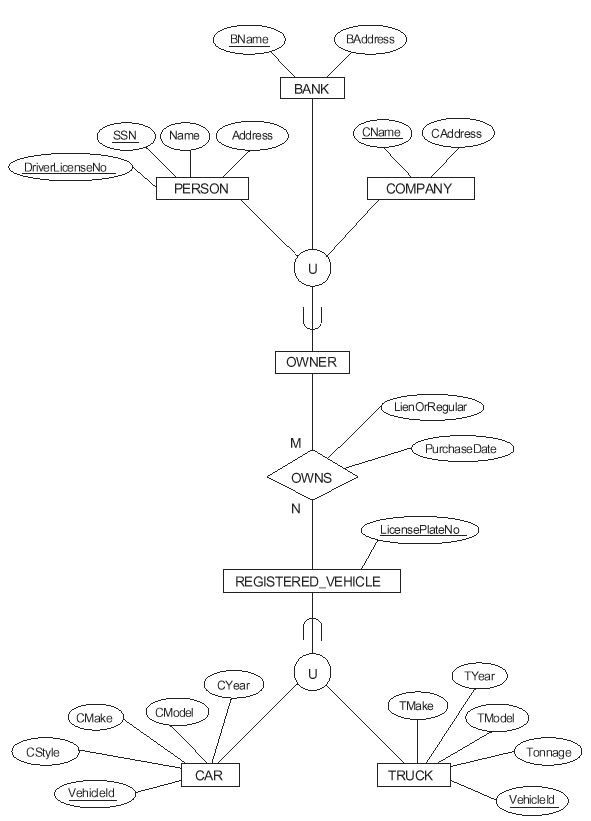 BName
BAddress
BANK
SSN
Name
Address
CName
CAddress
DriverLicenseNo
PERSON
COMPANY
U
OWNER
LienOrRegular
M
PurchaseDate
OWNS
N
LicensePlateNo
REGISTERED_VEHICLE
U
TYear
CYear
TMake
CModel
CMake
TModel
CStyle
Tonnage
CAR
TRUCK
VehicleId
VehicleId